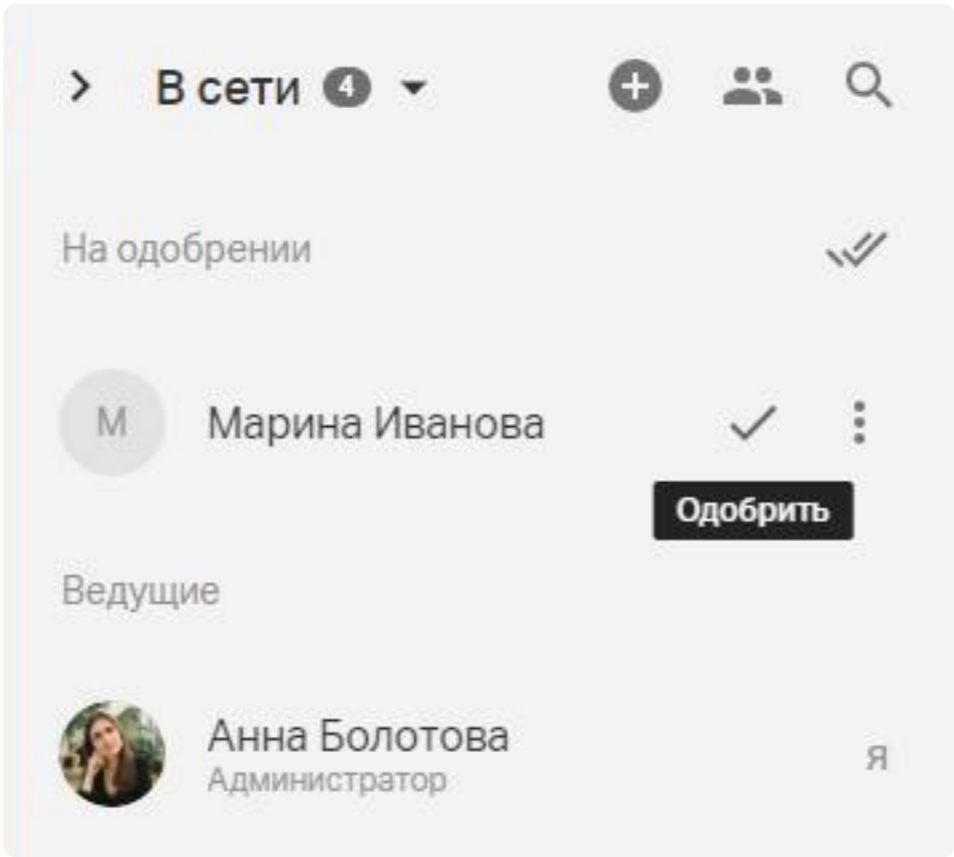 В сети 4
На одобрении
М Марина Иванова
Одобрить
Ведущие
Анна Болотова
Администратор
Я